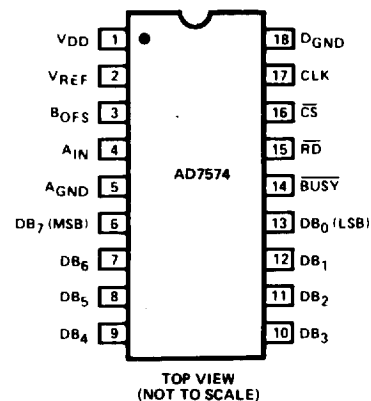 VDD 1 18 DGND
VREF 2 17 CLK
BOFS 3 16 CS
AIN 4 15 RD
AD7574
AGND 5 14 BUSY
DB7 (MSB) 6 13 DB0 (LSB)
DB6 7 12 DB1
DB5 8 11 DB2
DB4 9 10 DB3
TOP VIEW
(NOT TO SCALE)